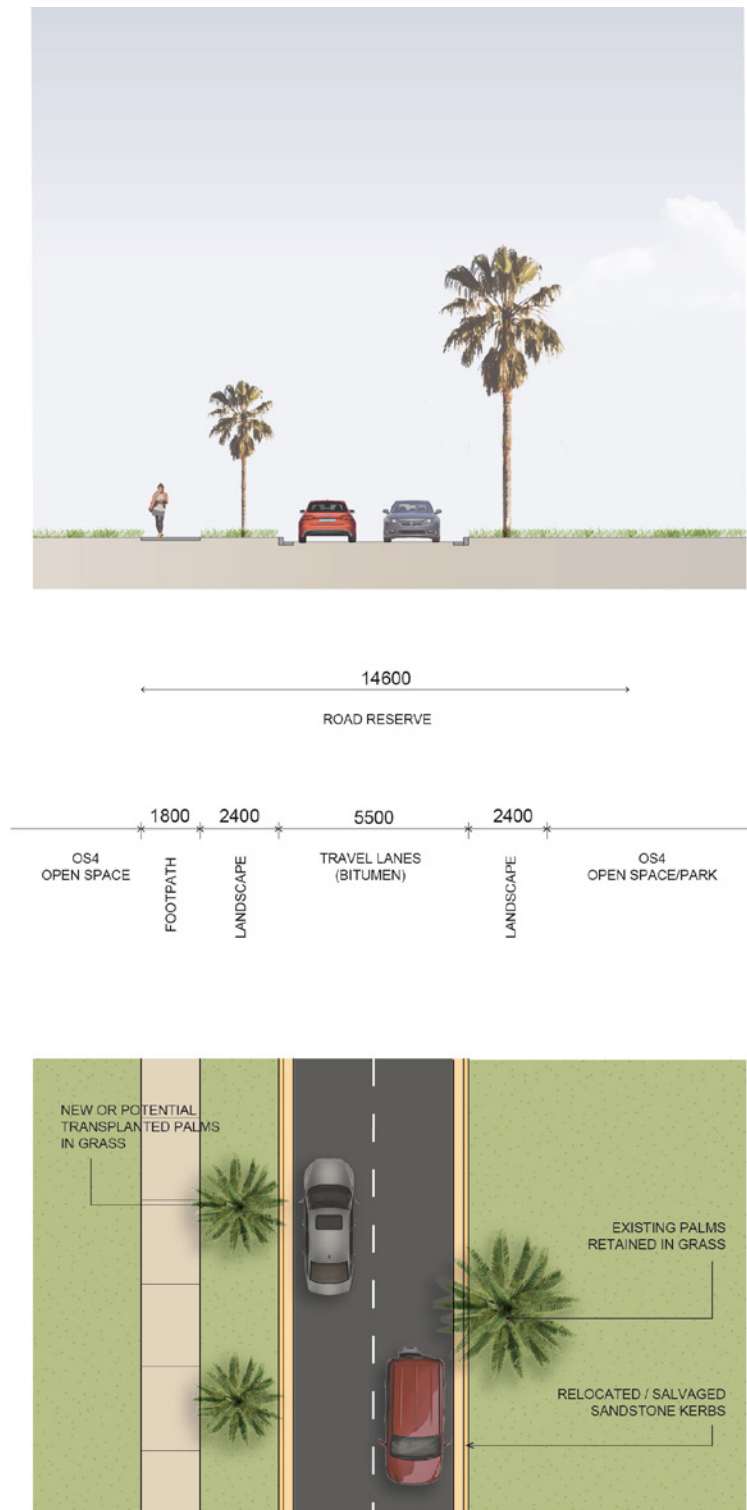 14600
ROAD RESERVE
1800
2400
5500
2400
OS4
OPEN SPACE
FOOTPATH
LANDSCAPE
TRAVEL LANES
(BITUMEN)
LANDSCAPE
OS4
OPEN SPACE/PARK
NEW OR POTENTIAL
TRANSPLANTED PALMS
IN GRASS
EXISTING PALMS
RETAINED IN GRASS
RELOCATED / SALVAGED
SANDSTONE KERBS